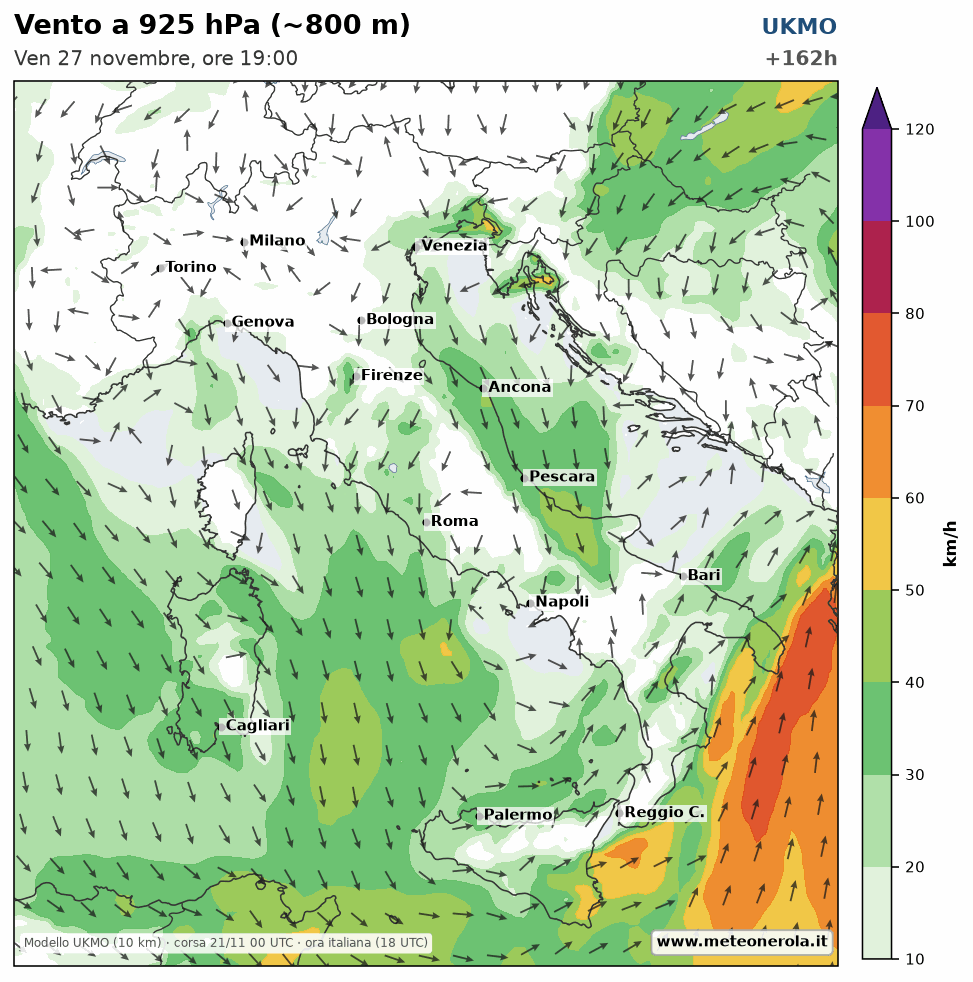 Vento a 925 hPa (~800 m)
UKMO
Ven 27 novembre, ore 19:00
+162h
120
100
80
70
60
50
40
30
20
10
km/h
Milano
Venezia
Torino
Genova
Bologna
Firenze
Ancona
Pescara
Roma
Bari
Napoli
Cagliari
Palermo
Reggio C.
Modello UKMO (10 km) · corsa 21/11 00 UTC · ora italiana (18 UTC)
www.meteonerola.it